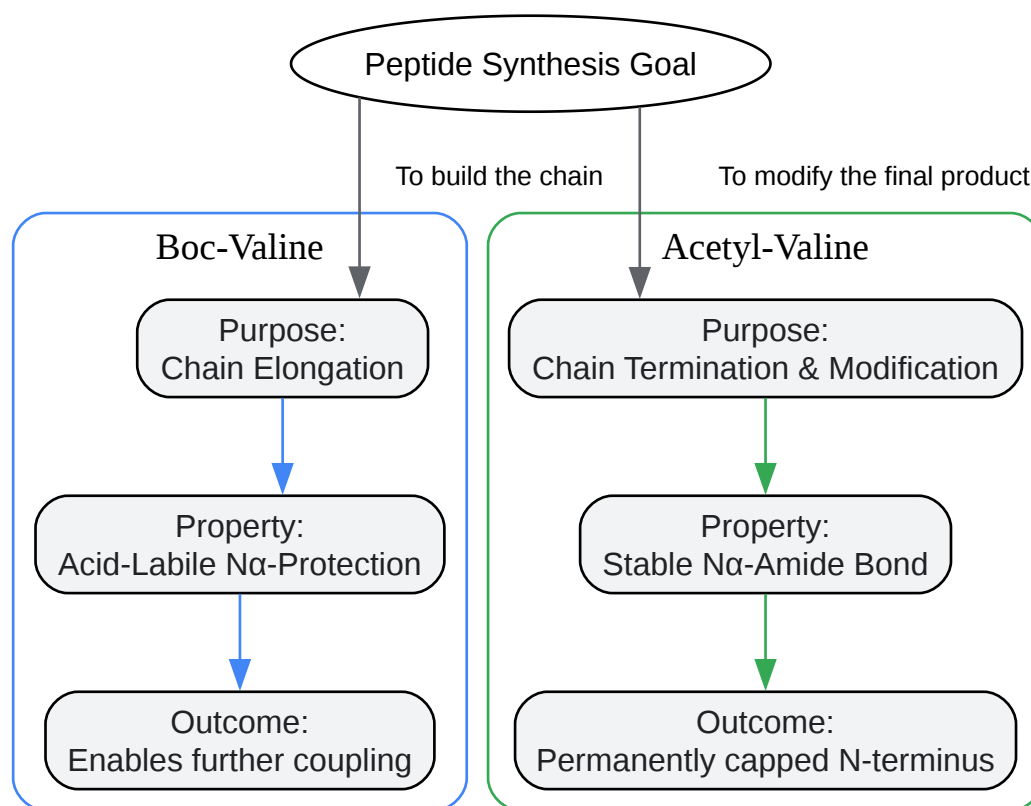 Peptide Synthesis Goal
To build the chain
To modify the final product
Boc-Valine
Purpose:
Chain Elongation
Property:
Acid-Labile Nα-Protection
Outcome:
Enables further coupling
Acetyl-Valine
Purpose:
Chain Termination & Modification
Property:
Stable Nα-Amide Bond
Outcome:
Permanently capped N-terminus